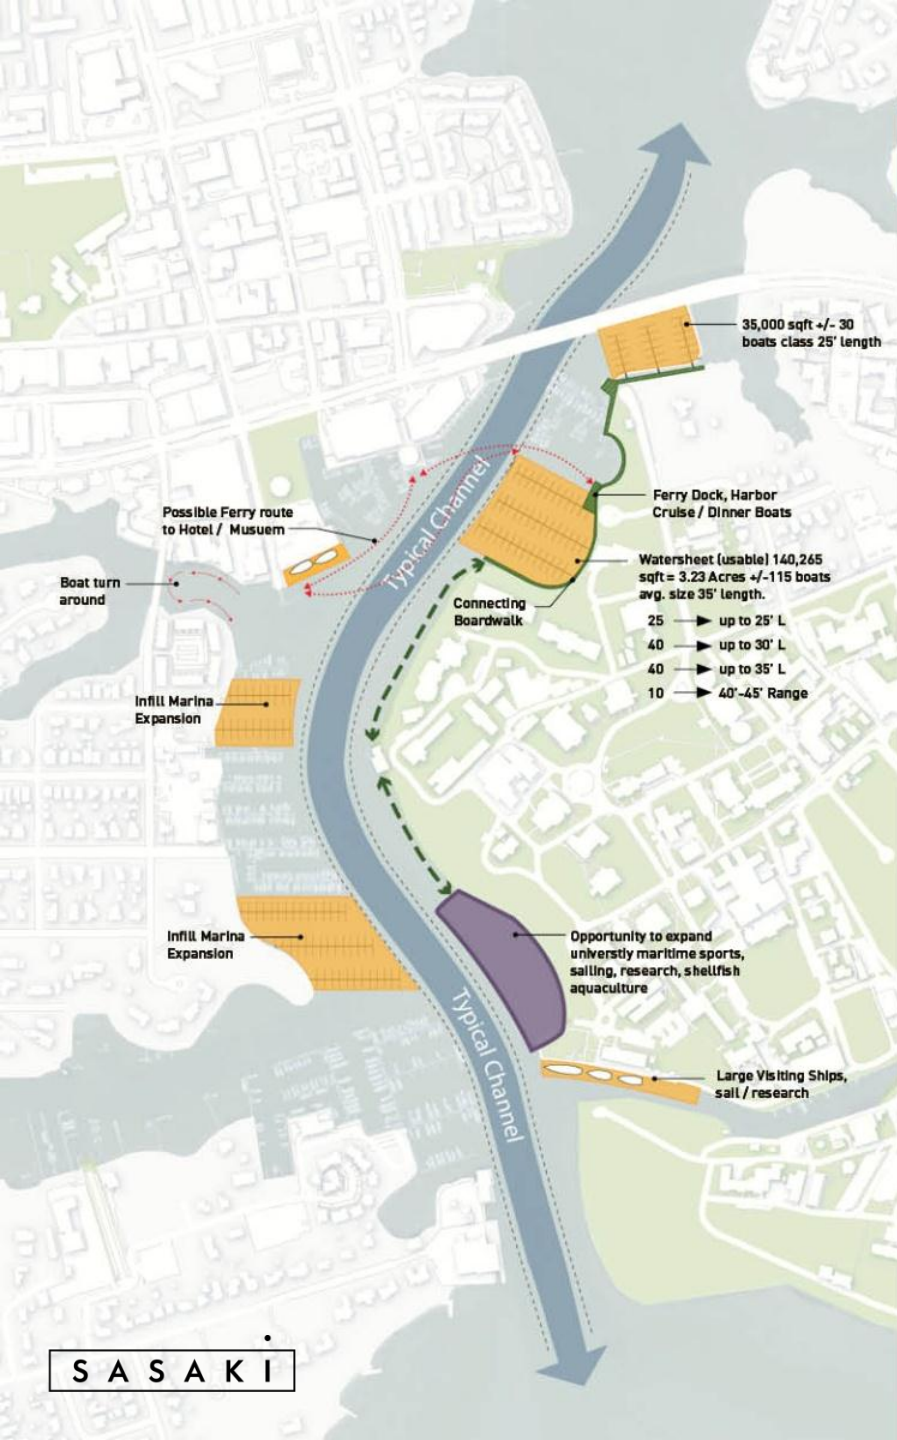 35,000 sqft +/- 30
boats class 25' length
Typical Channel
Possible Ferry route
to Hotel / Musuem
Ferry Dock, Harbor
Cruise / Dinner Boats
Boat turn
around
Connecting
Boardwalk
Watersheet (usable) 140,265
sqft = 3.23 Acres +/-115 boats
avg. size 35' length.
25 up to 25' L
40 up to 30' L
40 up to 35' L
10 40'-45' Range
Infill Marina
Expansion
Infill Marina
Expansion
Opportunity to expand
universtiy maritime sports,
sailing, research, shellfish
aquaculture
Typical Channel
Large Visiting Ships,
sail / research
SASAKI